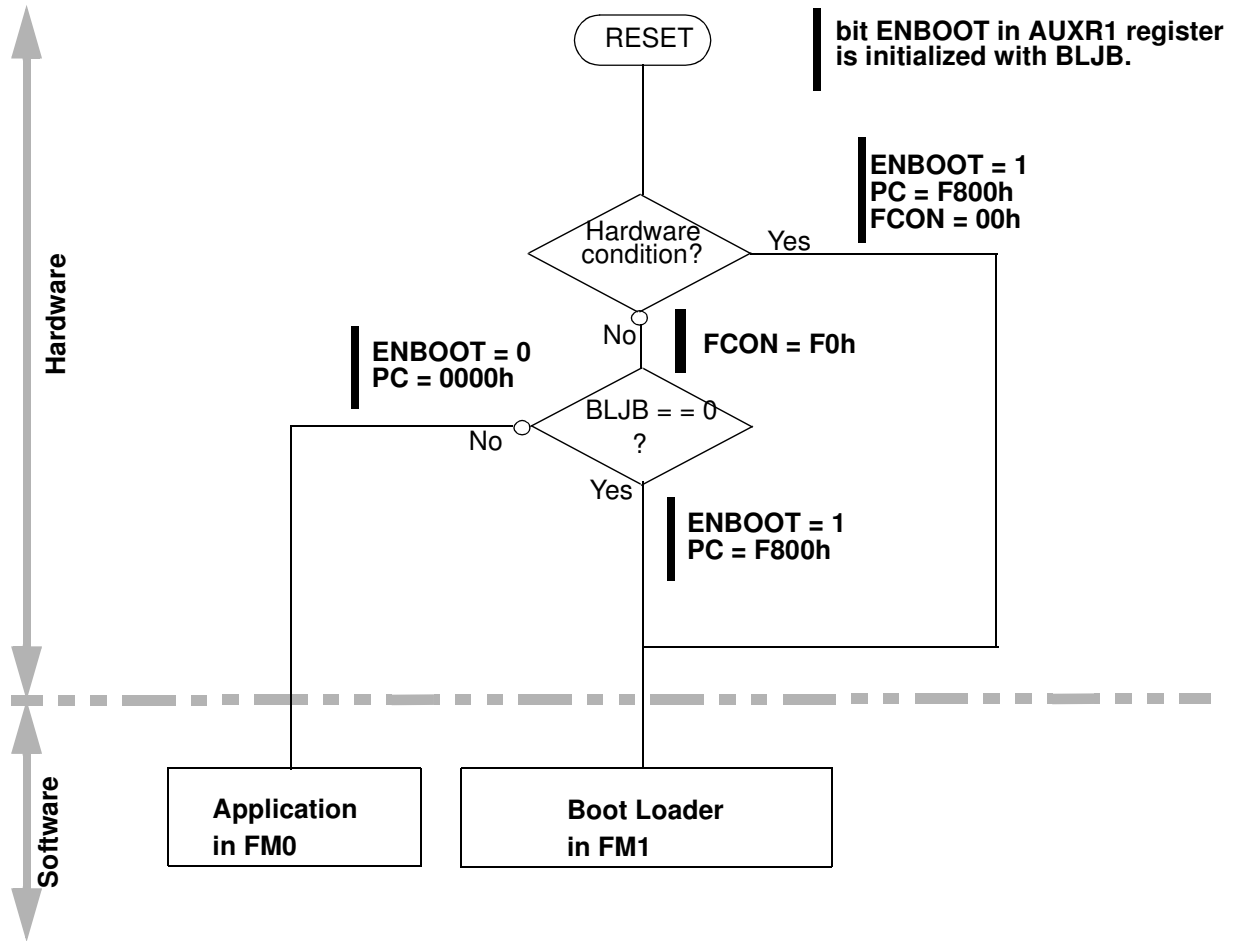 RESET
bit ENBOOT in AUXR1 register
is initialized with BLJB.
ENBOOT = 1
PC = F800h
FCON = 00h
Hardware
condition?
Yes
No
FCON = F0h
Hardware
ENBOOT = 0
PC = 0000h
BLJB = = 0
?
No
Yes
ENBOOT = 1
PC = F800h
Software
Application
in FM0
Boot Loader
in FM1